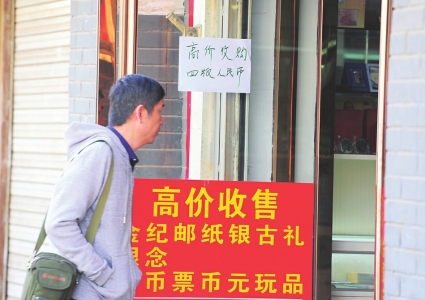 高价收购
四版人民币
高价收售
金纪邮纸银古礼
念
币票币元玩品